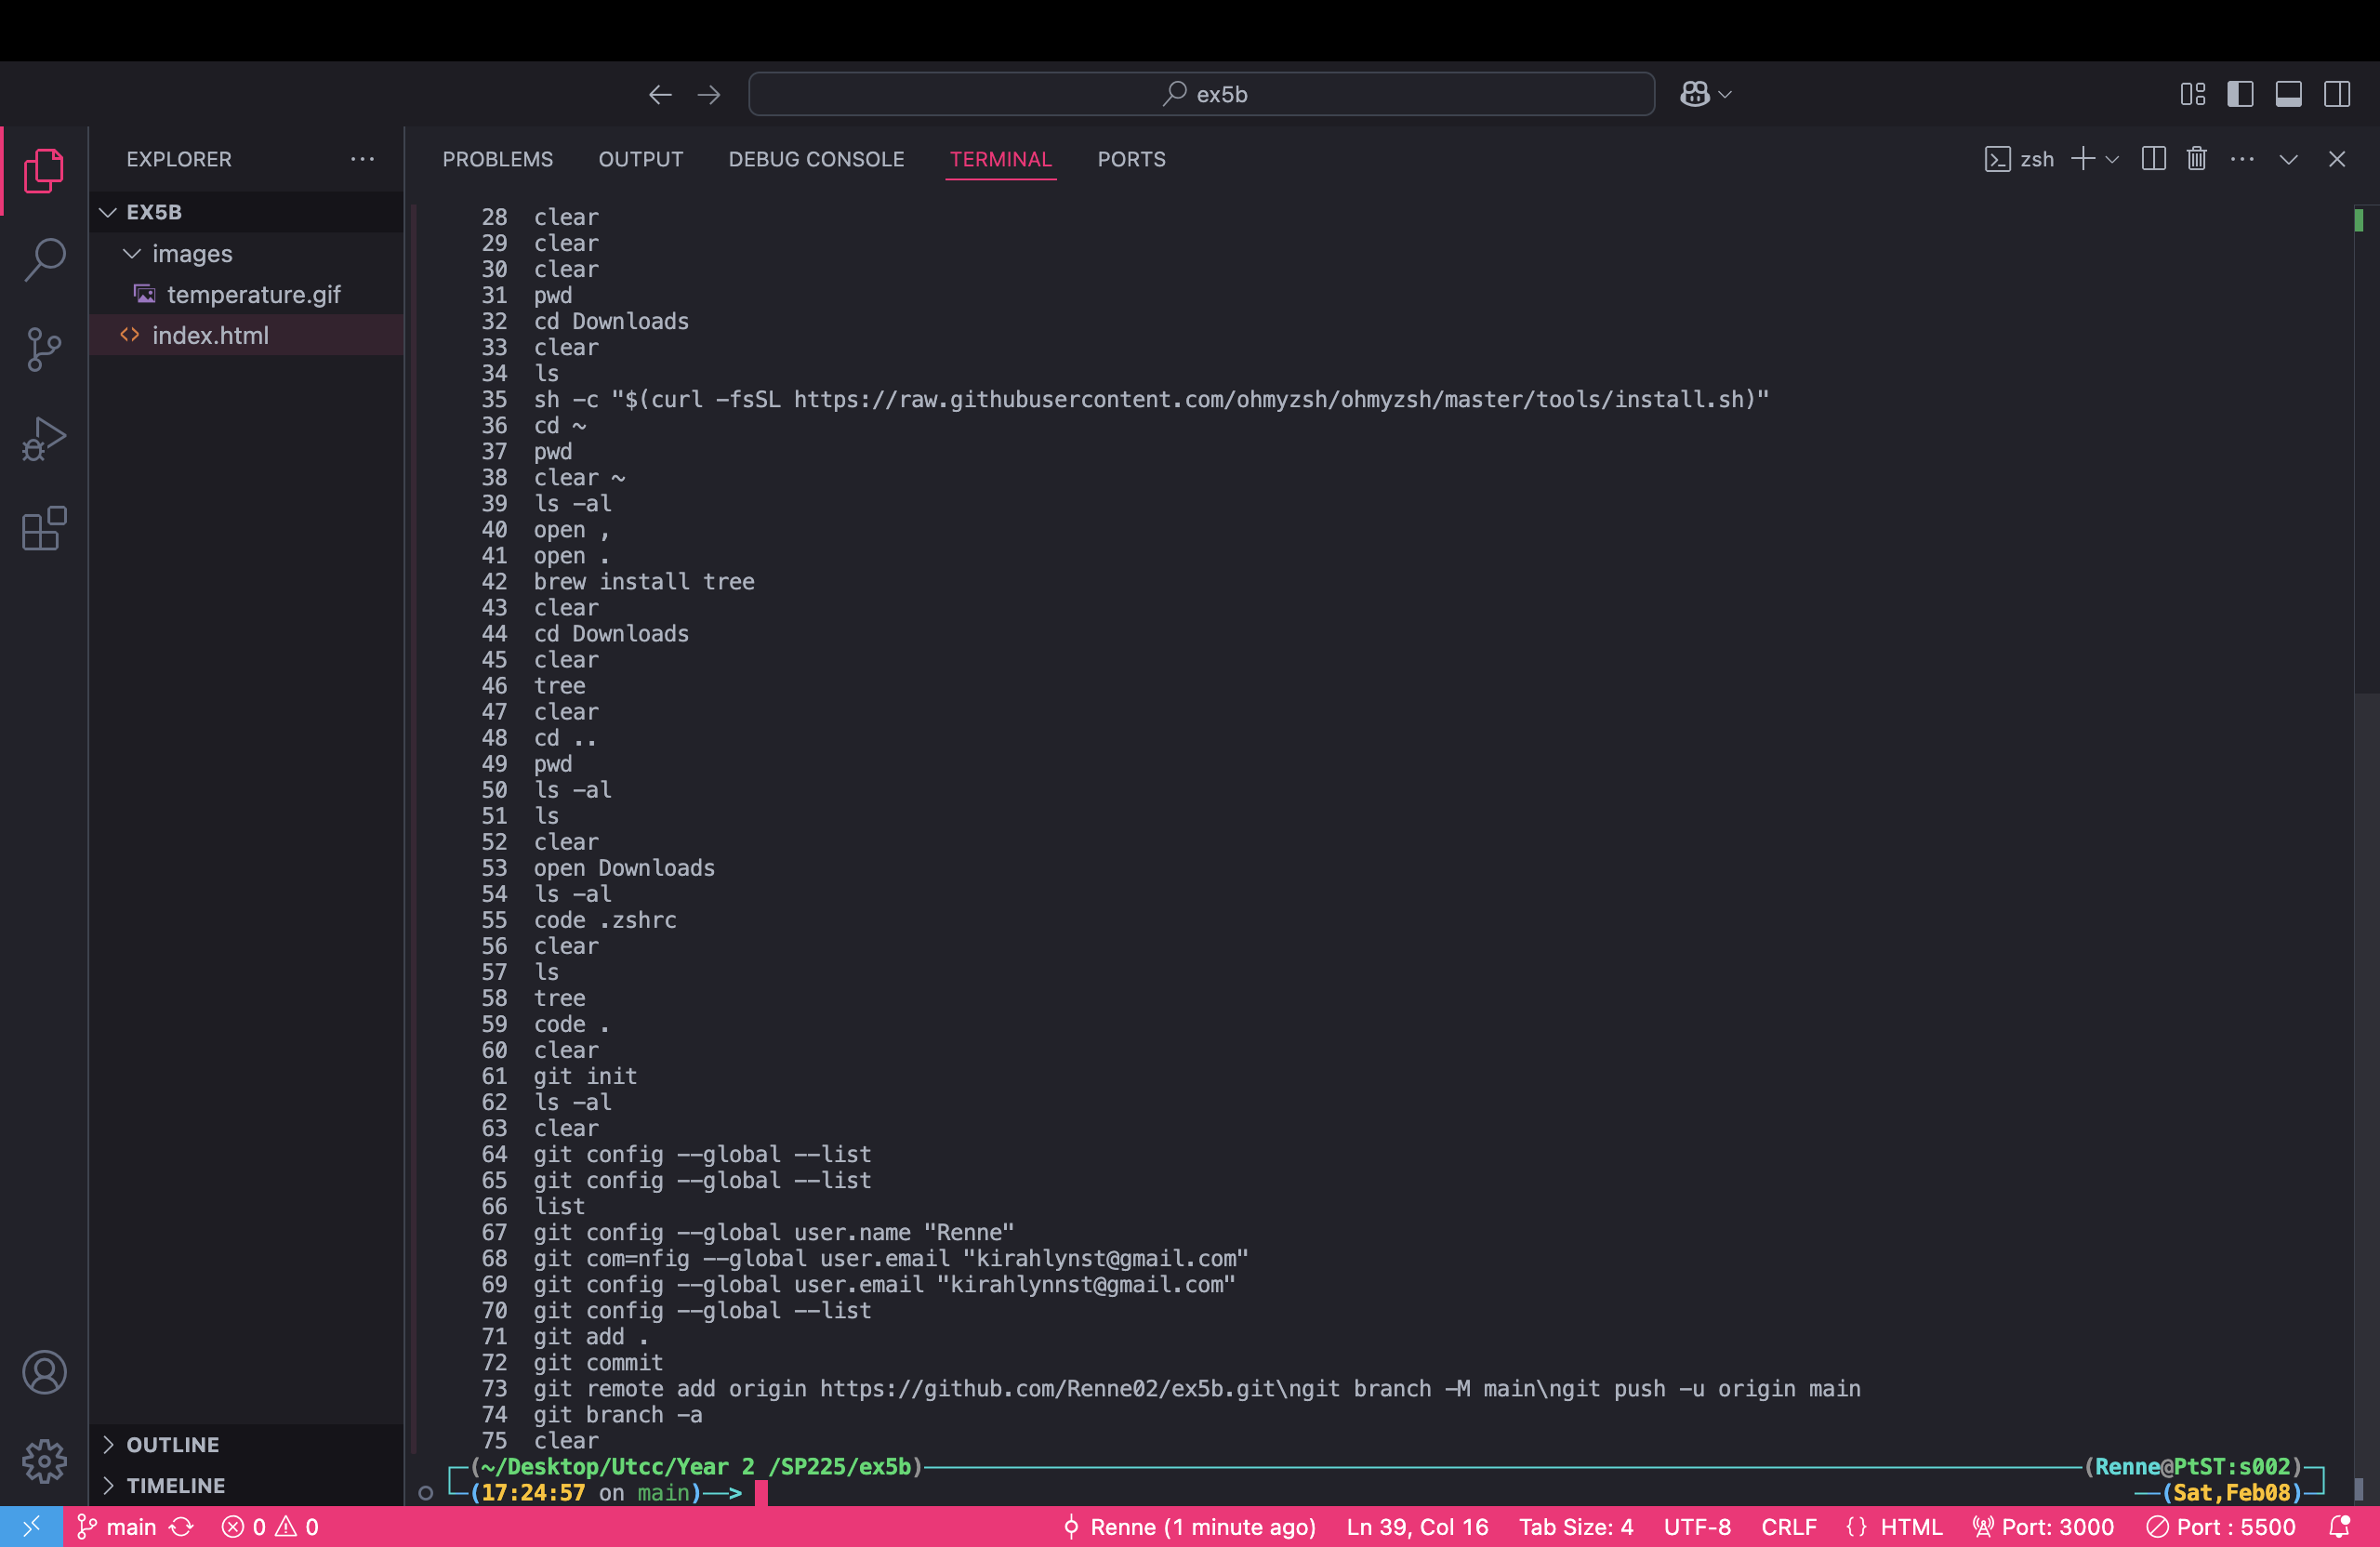 ex5b
EXPLORER
PROBLEMS OUTPUT DEBUG CONSOLE TERMINAL PORTS
zsh
EX5B
images
temperature.gif
index.html
28 clear
29 clear
30 clear
31 pwd
32 cd Downloads
33 clear
34 ls
35 sh -c "$(curl -fsSL https://raw.githubusercontent.com/ohmyzsh/ohmyzsh/master/tools/install.sh)"
36 cd ~
37 pwd
38 clear ~
39 ls -al
40 open ,
41 open .
42 brew install tree
43 clear
44 cd Downloads
45 clear
46 tree
47 clear
48 cd ..
49 pwd
50 ls -al
51 ls
52 clear
53 open Downloads
54 ls -al
55 code .zshrc
56 clear
57 ls
58 tree
59 code .
60 clear
61 git init
62 ls -al
63 clear
64 git config --global --list
65 git config --global --list
66 list
67 git config --global user.name "Renne"
68 git com=nfig --global user.email "kirahlynst@gmail.com"
69 git config --global user.email "kirahlynnst@gmail.com"
70 git config --global --list
71 git add .
72 git commit
73 git remote add origin https://github.com/Renne02/ex5b.git\ngit branch -M main\ngit push -u origin main
74 git branch -a
75 clear
(~/Desktop/Utcc/Year 2 /SP225/ex5b) (Renne@PtST:s002)
(17:24:57 on main)—> (Sat,Feb08)
OUTLINE
TIMELINE
main 0 0 Renne (1 minute ago) Ln 39, Col 16 Tab Size: 4 UTF-8 CRLF {} HTML Port: 3000 Port : 5500